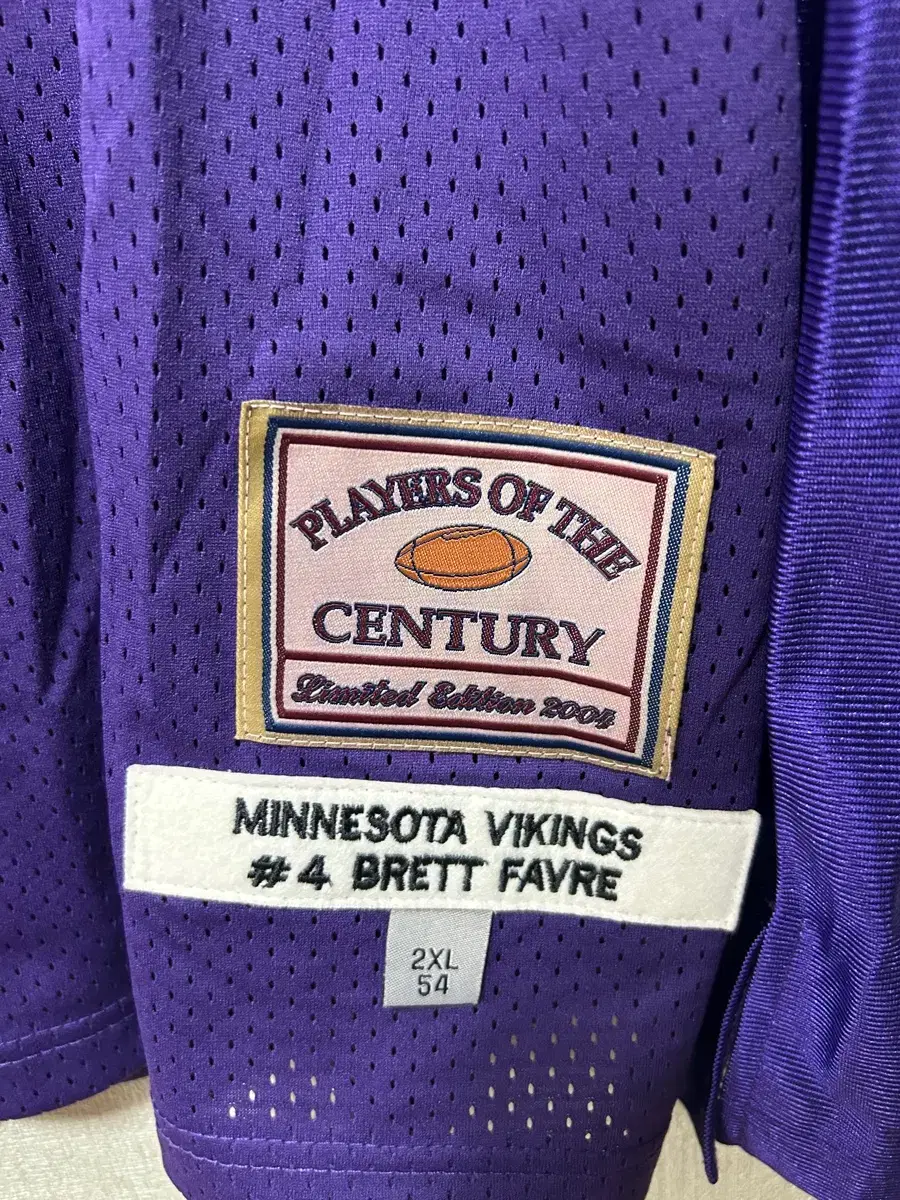 PLAYERS OF THE
CENTURY
Limited Edition 2004
MINNESOTA VIKINGS
#4 BRETT FAVRE
2XL
54